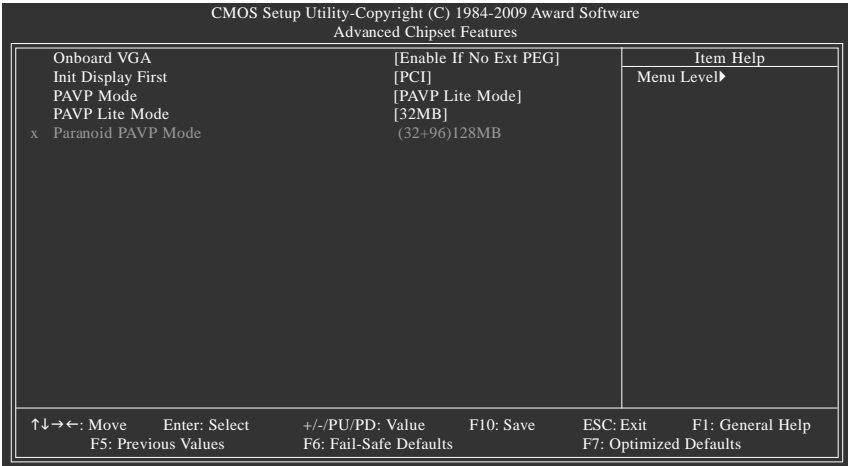 CMOS Setup Utility-Copyright (C) 1984-2009 Award Software
Advanced Chipset Features
Onboard VGA [Enable If No Ext PEG]
Init Display First [PCI]
PAVP Mode [PAVP Lite Mode]
PAVP Lite Mode [32MB]
x Paranoid PAVP Mode (32+96)128MB
Item Help
Menu Level▶
↑↓→←: Move Enter: Select +/-/PU/PD: Value F10: Save ESC: Exit F1: General Help
F5: Previous Values F6: Fail-Safe Defaults F7: Optimized Defaults